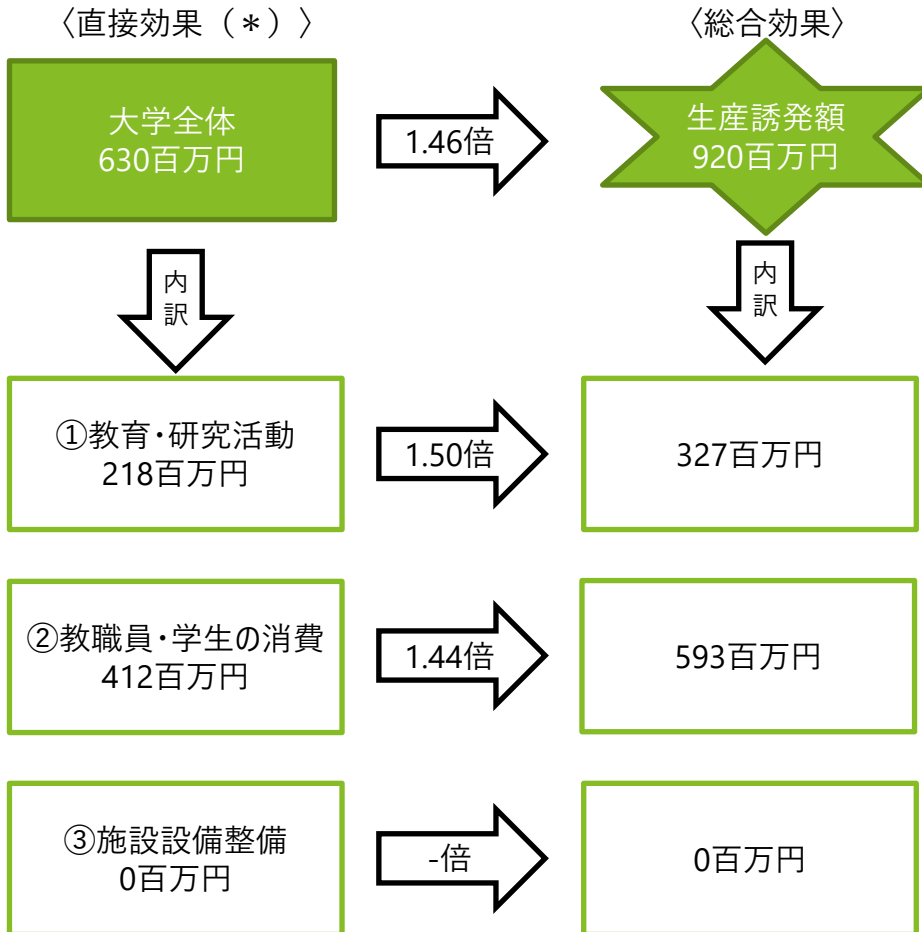 〈直接効果（＊）〉
〈総合効果〉
大学全体
630百万円
1.46倍
生産誘発額
920百万円
内
訳
内
訳
①教育・研究活動
218百万円
1.50倍
327百万円
②教職員・学生の消費
412百万円
1.44倍
593百万円
③施設設備整備
0百万円
-倍
0百万円